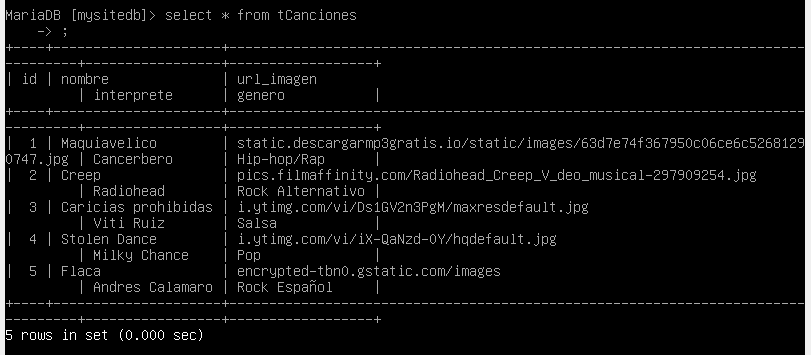 MariaDB [mysitedb]> select * from tCanciones
    -> ;
+----+---------------------+---------------------------------------------------------------------------------
----------+------------------+------------------+
| id | nombre              | url_imagen
          | interprete       | genero           |
+----+---------------------+---------------------------------------------------------------------------------
----------+------------------+------------------+
|  1 | Maquiavelico        | static.descargarmp3gratis.io/static/images/63d7e74f367950c06ce6c5268129
0747.jpg | Cancerbero       | Hip-hop/Rap      |
|  2 | Creep               | pics.filmaffinity.com/Radiohead_Creep_V_deo_musical-297909254.jpg
          | Radiohead        | Rock Alternativo |
|  3 | Caricias prohibidas | i.ytimg.com/vi/Ds1GV2n3PgM/maxresdefault.jpg
          | Viti Ruiz        | Salsa            |
|  4 | Stolen Dance        | i.ytimg.com/vi/iX-QaNzd-0Y/hqdefault.jpg
          | Milky Chance     | Pop              |
|  5 | Flaca               | encrypted-tbn0.gstatic.com/images
          | Andres Calamaro  | Rock Español     |
+----+---------------------+---------------------------------------------------------------------------------
----------+------------------+------------------+
5 rows in set (0.000 sec)